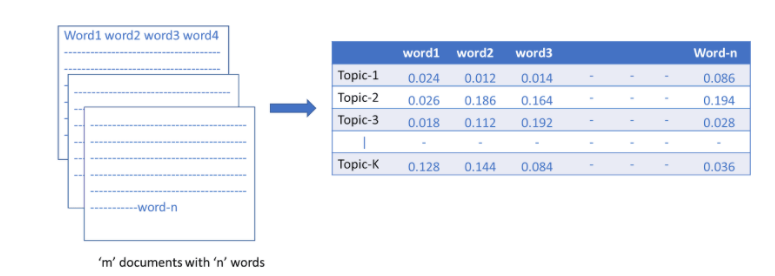 Word1 word2 word3 word4
-----------word-n
'm' documents with 'n' words
word1 word2 word3 Word-n
Topic-1 0.024 0.012 0.014 - - - 0.086
Topic-2 0.026 0.186 0.164 - - - 0.194
Topic-3 0.018 0.112 0.192 - - - 0.028
| - - - - - - -
Topic-K 0.128 0.144 0.084 - - - 0.036